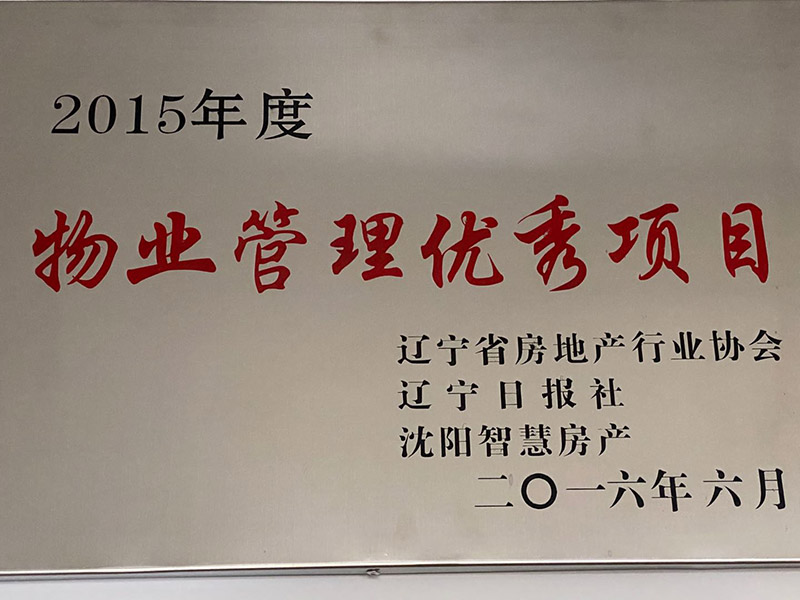 2015年度
物业管理优秀项目
辽宁省房地产行业协会
辽宁日报社
沈阳智慧房产
二〇一六年六月